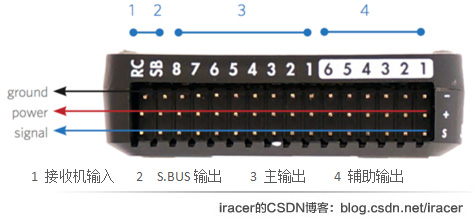 1 2 3 4
RC SB 8 7 6 5 4 3 2 1 6 5 4 3 2 1
ground −
power +
signal S
1 接收机输入 2 S.BUS 输出 3 主输出 4 辅助输出
iracer的CSDN博客：blog.csdn.net/iracer